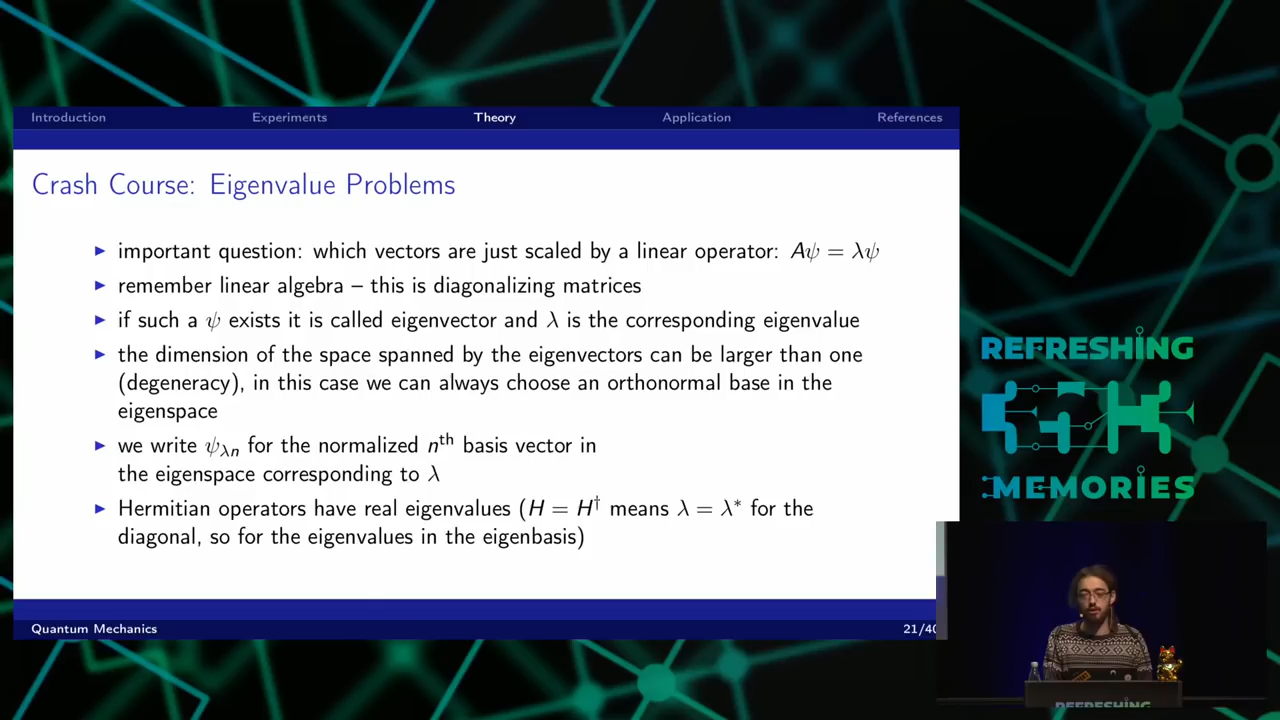 Introduction Experiments Theory Application References
Crash Course: Eigenvalue Problems
▶ important question: which vectors are just scaled by a linear operator: Aψ = λψ
▶ remember linear algebra – this is diagonalizing matrices
▶ if such a ψ exists it is called eigenvector and λ is the corresponding eigenvalue
▶ the dimension of the space spanned by the eigenvectors can be larger than one
(degeneracy), in this case we can always choose an orthonormal base in the
eigenspace
▶ we write ψλn for the normalized nth basis vector in
the eigenspace corresponding to λ
▶ Hermitian operators have real eigenvalues (H = H† means λ = λ* for the
diagonal, so for the eigenvalues in the eigenbasis)
Quantum Mechanics 21/40
REFRESHING
MEMORIES
REFRESHING